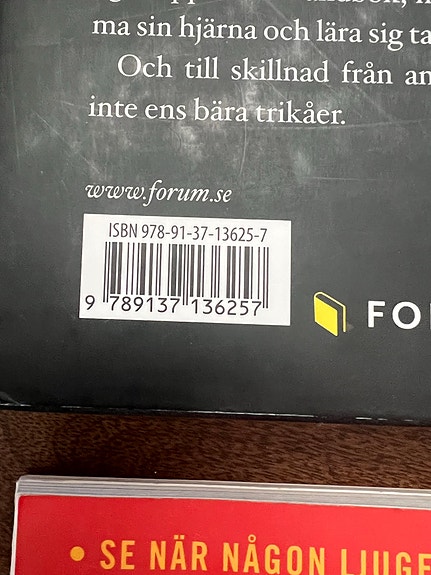 ma sin hjärna och lära sig ta
Och till skillnad från an
inte ens bära trikåer.
www.forum.se
ISBN 978-91-37-13625-7
9 789137 136257
FO
• SE NÄR NÅGON LJUGE